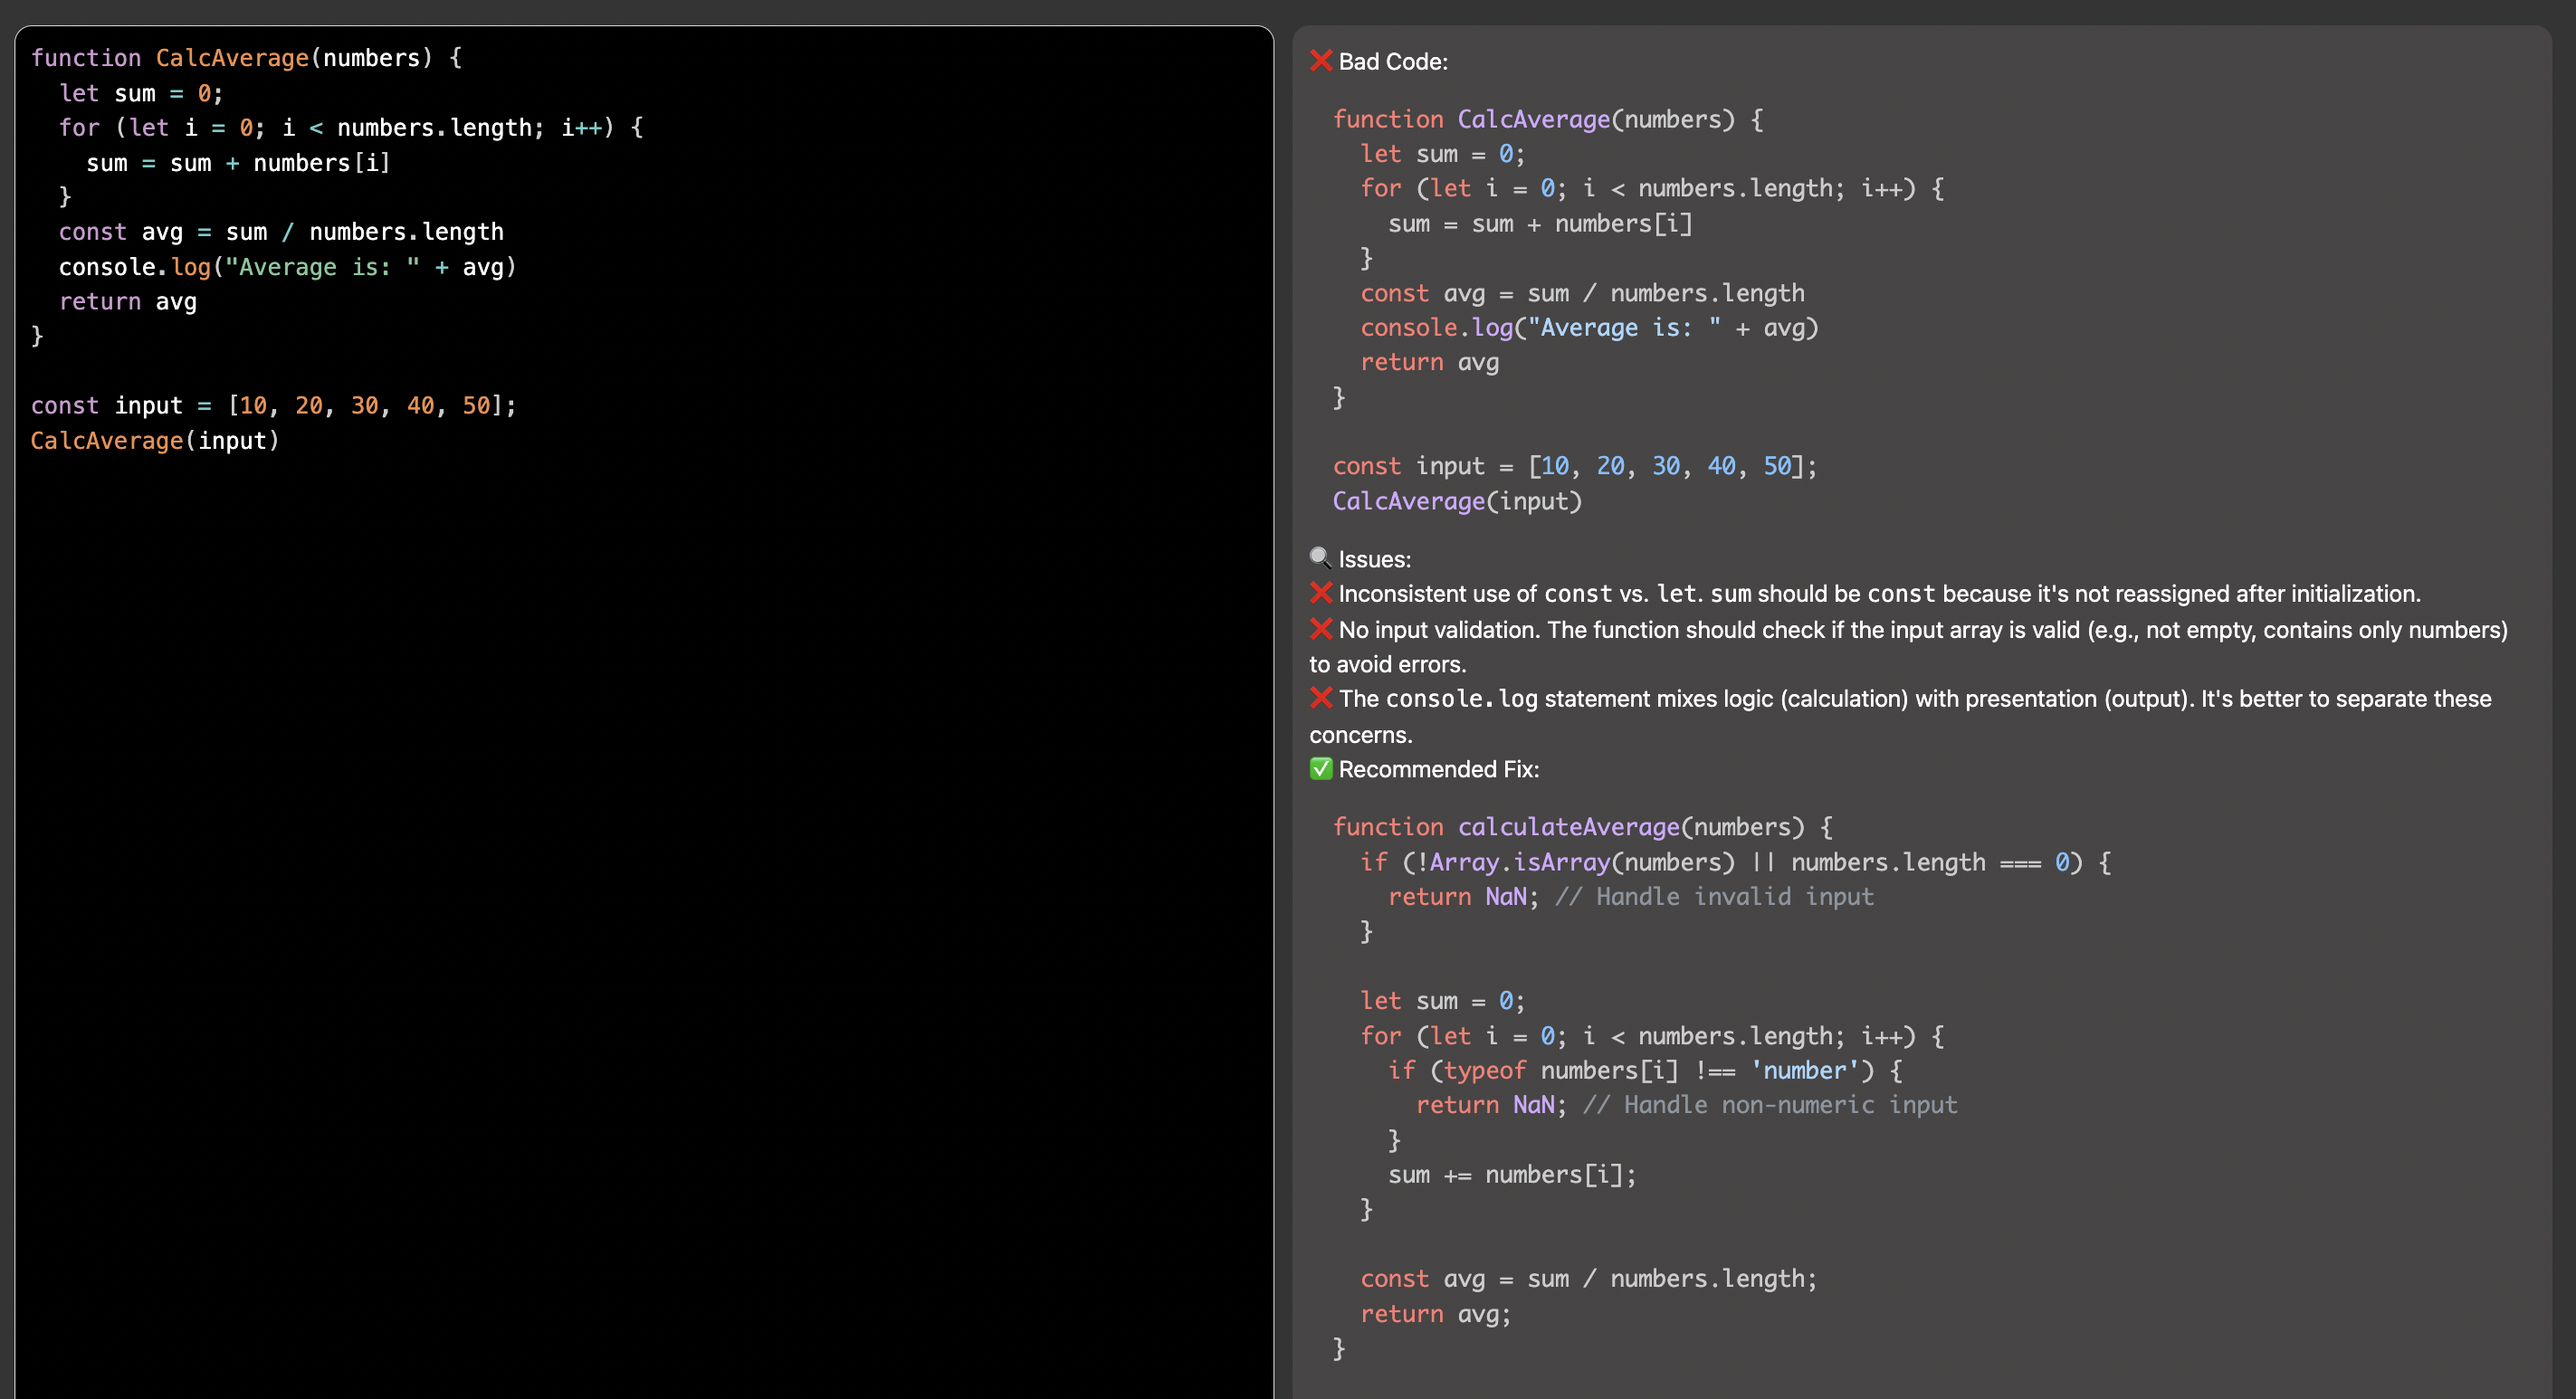 function CalcAverage(numbers) {
  let sum = 0;
  for (let i = 0; i < numbers.length; i++) {
    sum = sum + numbers[i]
  }
  const avg = sum / numbers.length
  console.log("Average is: " + avg)
  return avg
}

const input = [10, 20, 30, 40, 50];
CalcAverage(input)

❌ Bad Code:
function CalcAverage(numbers) {
  let sum = 0;
  for (let i = 0; i < numbers.length; i++) {
    sum = sum + numbers[i]
  }
  const avg = sum / numbers.length
  console.log("Average is: " + avg)
  return avg
}

const input = [10, 20, 30, 40, 50];
CalcAverage(input)
🔍 Issues:
❌ Inconsistent use of const vs. let. sum should be const because it's not reassigned after initialization.
❌ No input validation. The function should check if the input array is valid (e.g., not empty, contains only numbers)
to avoid errors.
❌ The console.log statement mixes logic (calculation) with presentation (output). It's better to separate these
concerns.
✅ Recommended Fix:
function calculateAverage(numbers) {
  if (!Array.isArray(numbers) || numbers.length === 0) {
    return NaN; // Handle invalid input
  }

  let sum = 0;
  for (let i = 0; i < numbers.length; i++) {
    if (typeof numbers[i] !== 'number') {
      return NaN; // Handle non-numeric input
    }
    sum += numbers[i];
  }

  const avg = sum / numbers.length;
  return avg;
}